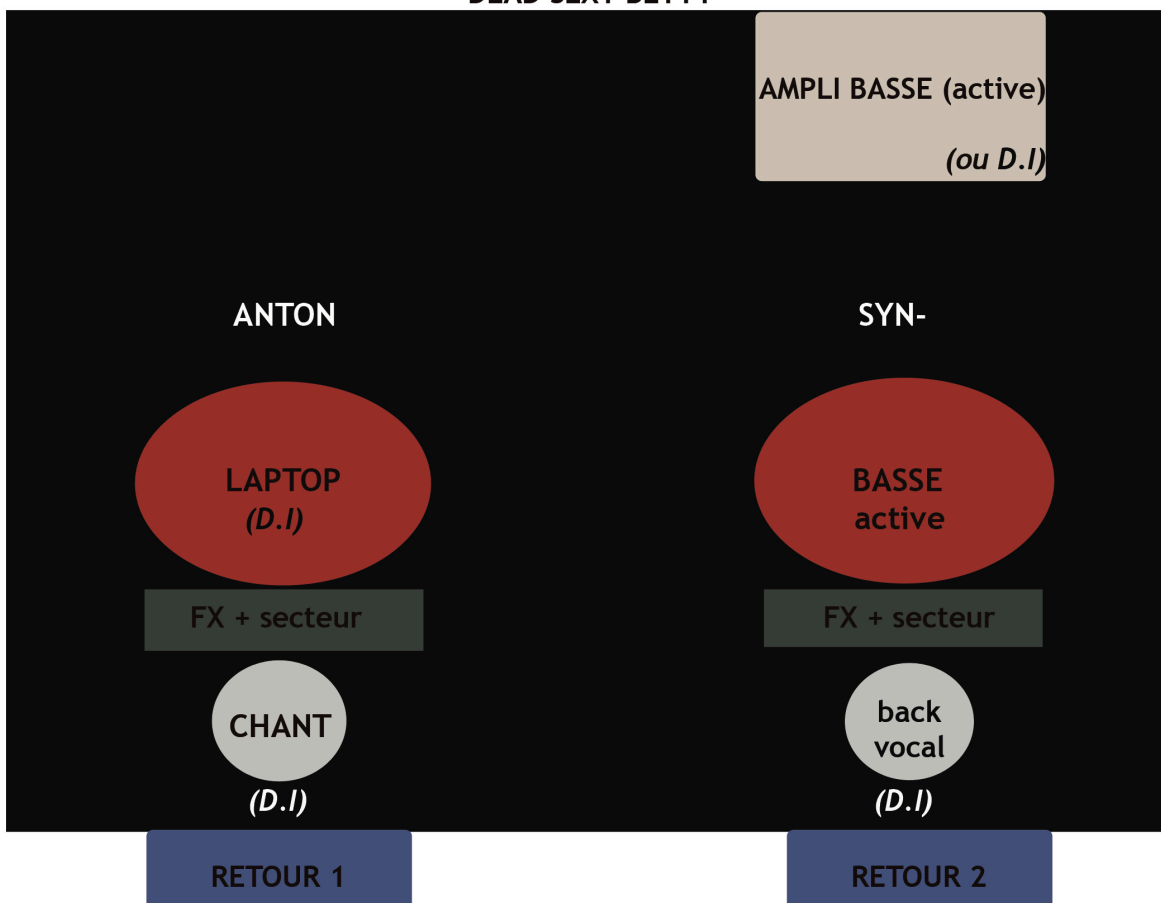 AMPLI BASSE (active)
(ou D.I)
ANTON
SYN-
LAPTOP
(D.I)
BASSE
active
FX + secteur
FX + secteur
CHANT
(D.I)
back
vocal
(D.I)
RETOUR 1
RETOUR 2